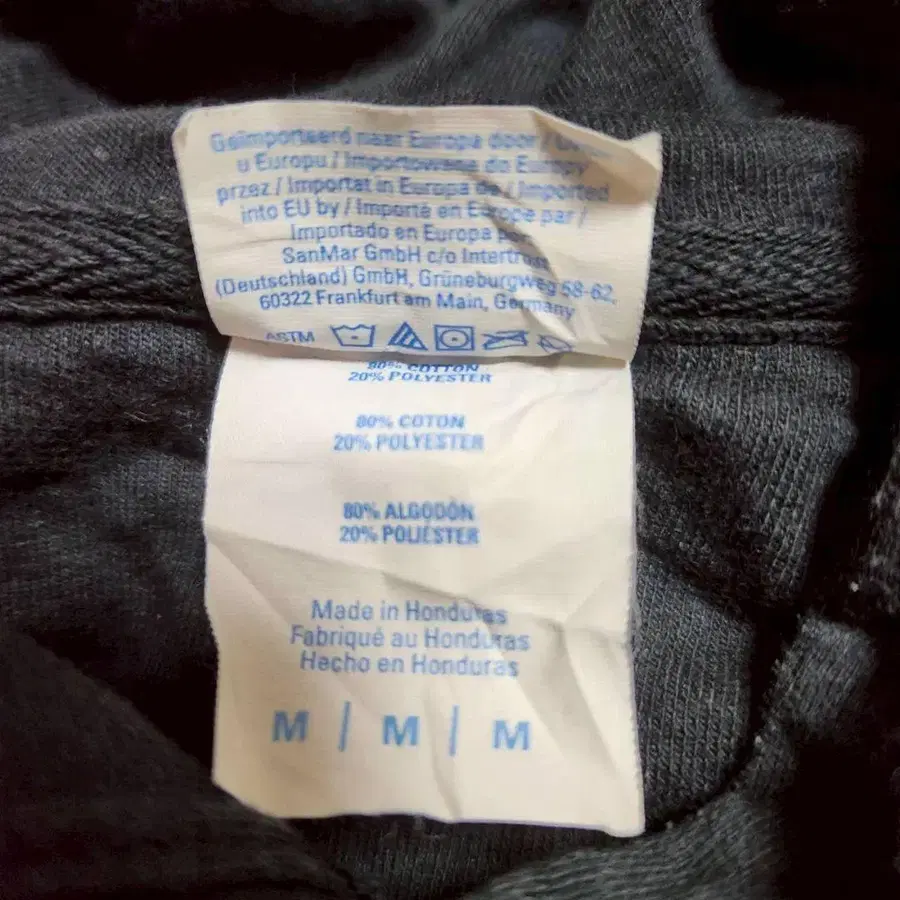 Geïmporteerd naar Europa door /
u Europu / Importowane do Europy
przez / Importat in Europa de / Imported
into EU by / Importé en Europe par /
Importado en Europa por
SanMar GmbH c/o Intertrust
(Deutschland) GmbH, Grüneburgweg 58-62,
60322 Frankfurt am Main, Germany
ASTM
80% COTTON
20% POLYESTER
80% COTON
20% POLYESTER
80% ALGODÓN
20% POLIÉSTER
Made in Honduras
Fabriqué au Honduras
Hecho en Honduras
M / M / M